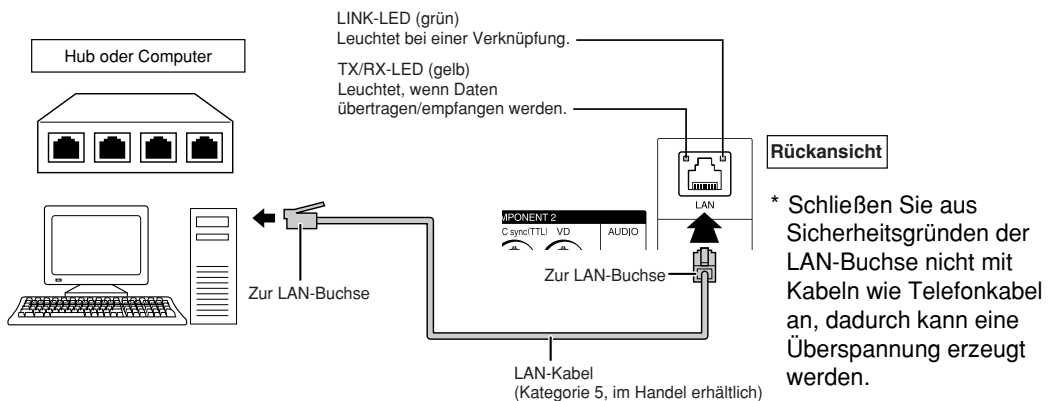 LINK-LED (grün)
Leuchtet bei einer Verknüpfung.
Hub oder Computer
TX/RX-LED (gelb)
Leuchtet, wenn Daten
übertragen/empfangen werden.
Rückansicht
LAN
MPONENT 2
C sync(TTL) VD AUDIO
* Schließen Sie aus
Sicherheitsgründen der
LAN-Buchse nicht mit
Kabeln wie Telefonkabel
an, dadurch kann eine
Überspannung erzeugt
werden.
Zur LAN-Buchse
Zur LAN-Buchse
LAN-Kabel
(Kategorie 5, im Handel erhältlich)